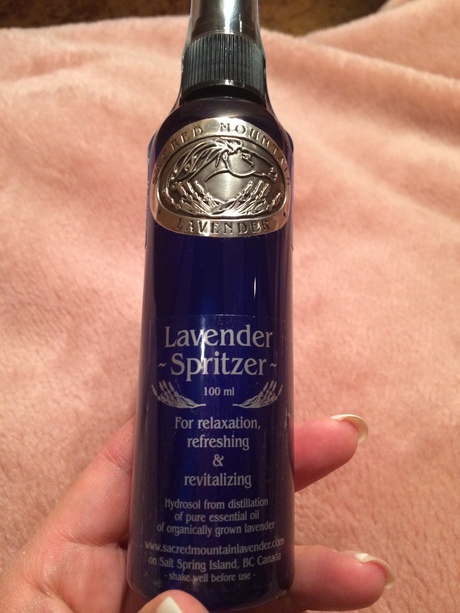 SACRED MOUNTAIN
LAVENDER
Lavender
~Spritzer~
100 ml
For relaxation,
refreshing
&
revitalizing
Hydrosol from distillation
of pure essential oil
of organically grown lavender
www.sacredmountainlavender.com
on Salt Spring Island, BC Canada
- shake well before use -